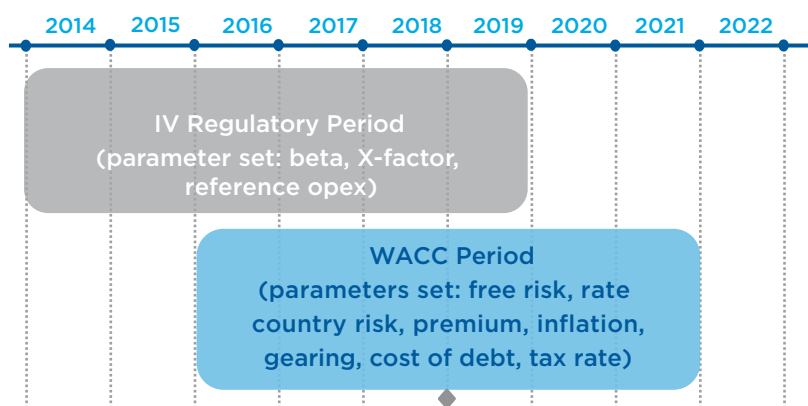 2014 2015 2016 2017 2018 2019 2020 2021 2022
IV Regulatory Period
(parameter set: beta, X-factor,
reference opex)
WACC Period
(parameters set: free risk, rate
country risk, premium, inflation,
gearing, cost of debt, tax rate)